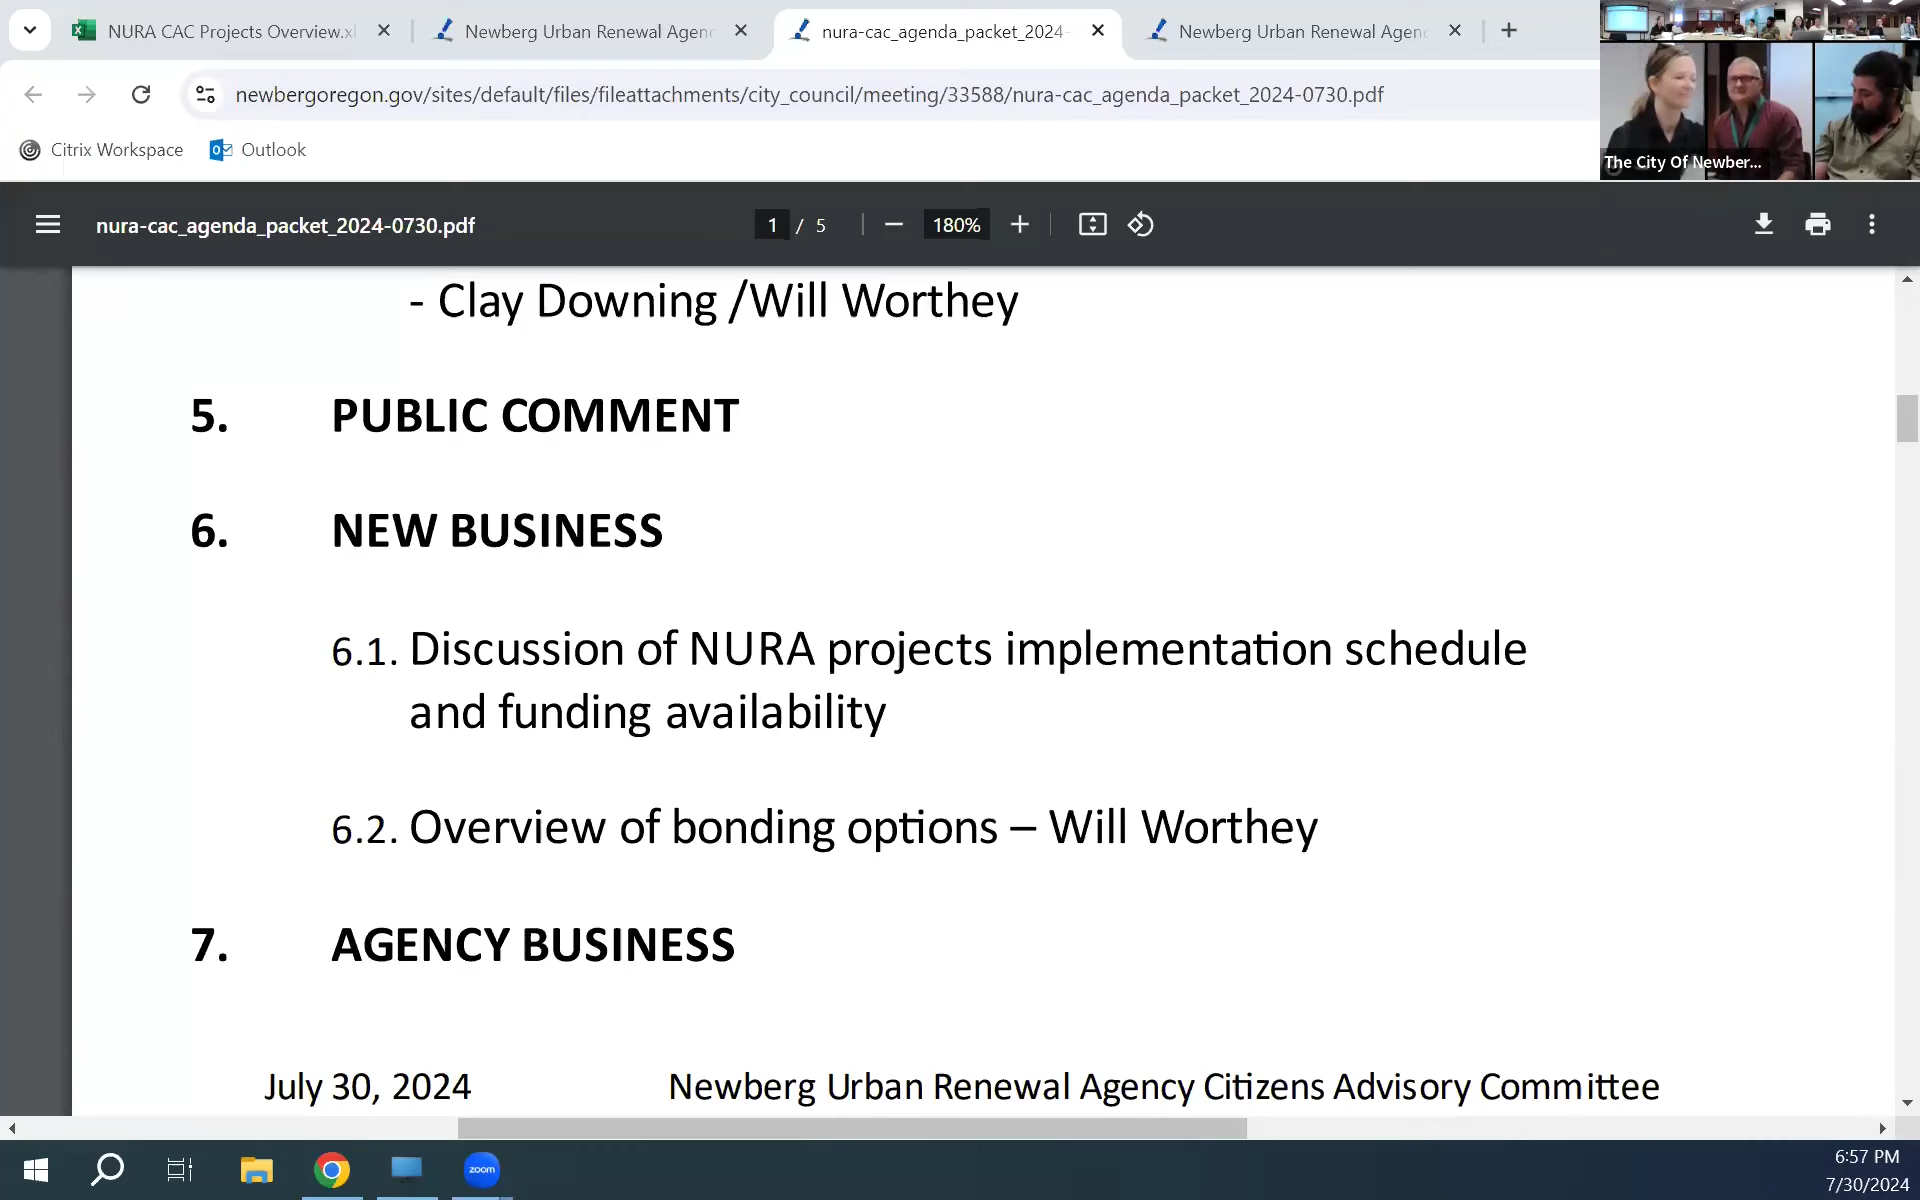 NURA CAC Projects Overview.xl
Newberg Urban Renewal Agenc
nura-cac_agenda_packet_2024-
Newberg Urban Renewal Agenc
newbergoregon.gov/sites/default/files/fileattachments/city_council/meeting/33588/nura-cac_agenda_packet_2024-0730.pdf
Citrix Workspace
Outlook
The City Of Newber...
nura-cac_agenda_packet_2024-0730.pdf
1 / 5
180%
- Clay Downing /Will Worthey
5. PUBLIC COMMENT
6. NEW BUSINESS
6.1. Discussion of NURA projects implementation schedule
and funding availability
6.2. Overview of bonding options – Will Worthey
7. AGENCY BUSINESS
July 30, 2024 Newberg Urban Renewal Agency Citizens Advisory Committee
zoom
6:57 PM
7/30/2024